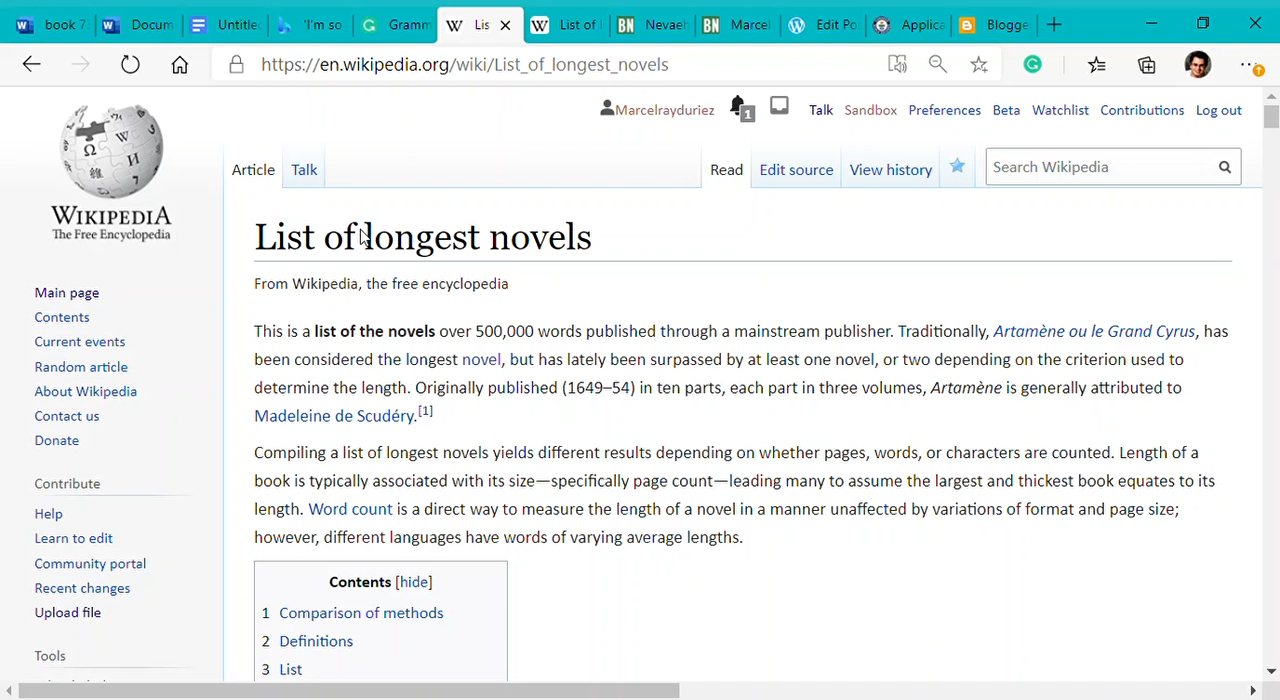 book 7
Docum
Untitle
'I'm so
Gramm
Lis
List of
Nevaeh
Marcel
Edit Po
Applica
Blogge
https://en.wikipedia.org/wiki/List_of_longest_novels
Marcelrayduriez 1 Talk Sandbox Preferences Beta Watchlist Contributions Log out
Article Talk Read Edit source View history Search Wikipedia
WIKIPEDIA
The Free Encyclopedia
Main page
Contents
Current events
Random article
About Wikipedia
Contact us
Donate
Contribute
Help
Learn to edit
Community portal
Recent changes
Upload file
Tools
List of longest novels
From Wikipedia, the free encyclopedia
This is a list of the novels over 500,000 words published through a mainstream publisher. Traditionally, Artamène ou le Grand Cyrus, has
been considered the longest novel, but has lately been surpassed by at least one novel, or two depending on the criterion used to
determine the length. Originally published (1649–54) in ten parts, each part in three volumes, Artamène is generally attributed to
Madeleine de Scudéry.[1]
Compiling a list of longest novels yields different results depending on whether pages, words, or characters are counted. Length of a
book is typically associated with its size—specifically page count—leading many to assume the largest and thickest book equates to its
length. Word count is a direct way to measure the length of a novel in a manner unaffected by variations of format and page size;
however, different languages have words of varying average lengths.
Contents [hide]
1 Comparison of methods
2 Definitions
3 List